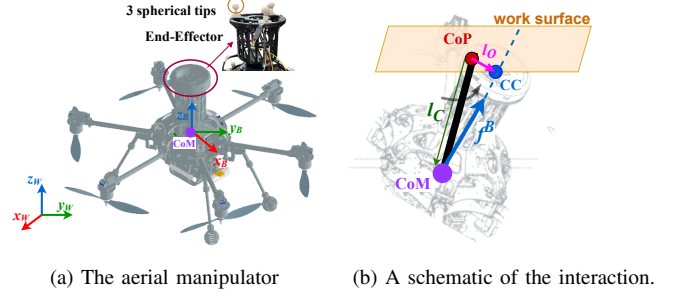 3 spherical tips
End-Effector
z_B
y_B
CoM
x_B
z_W
y_W
x_W
(a) The aerial manipulator
work surface
CoP
l_O
CC
l_C
f^B
CoM
(b) A schematic of the interaction.